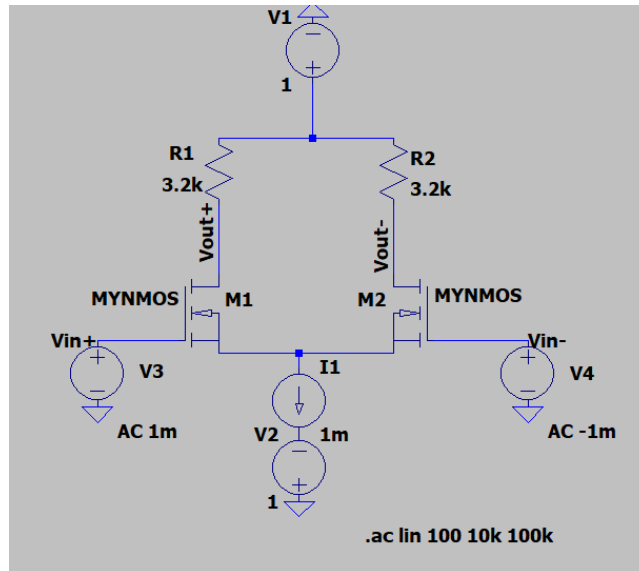 V1
1
R1
3.2k
R2
3.2k
Vout+
Vout-
MYNMOS
M1
M2
MYNMOS
Vin+
V3
AC 1m
I1
1m
V2
1
Vin-
V4
AC -1m
.ac lin 100 10k 100k